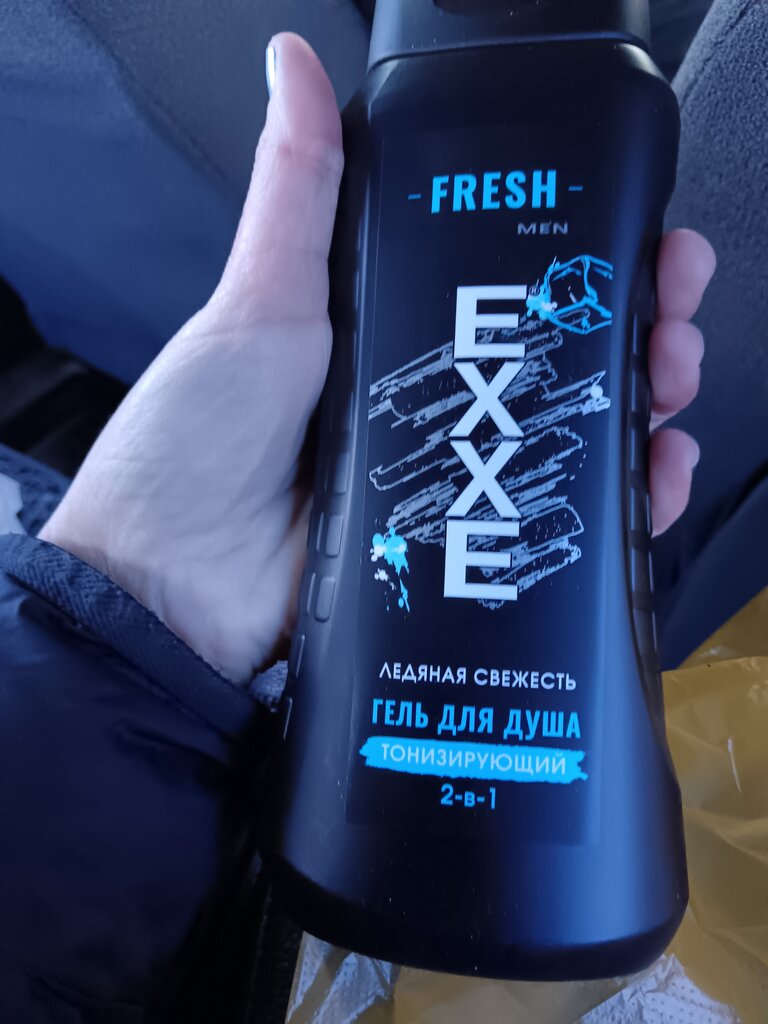 - FRESH -
MEN
EXXE®
ЛЕДЯНАЯ СВЕЖЕСТЬ
ГЕЛЬ ДЛЯ ДУША
ТОНИЗИРУЮЩИЙ
2-в-1